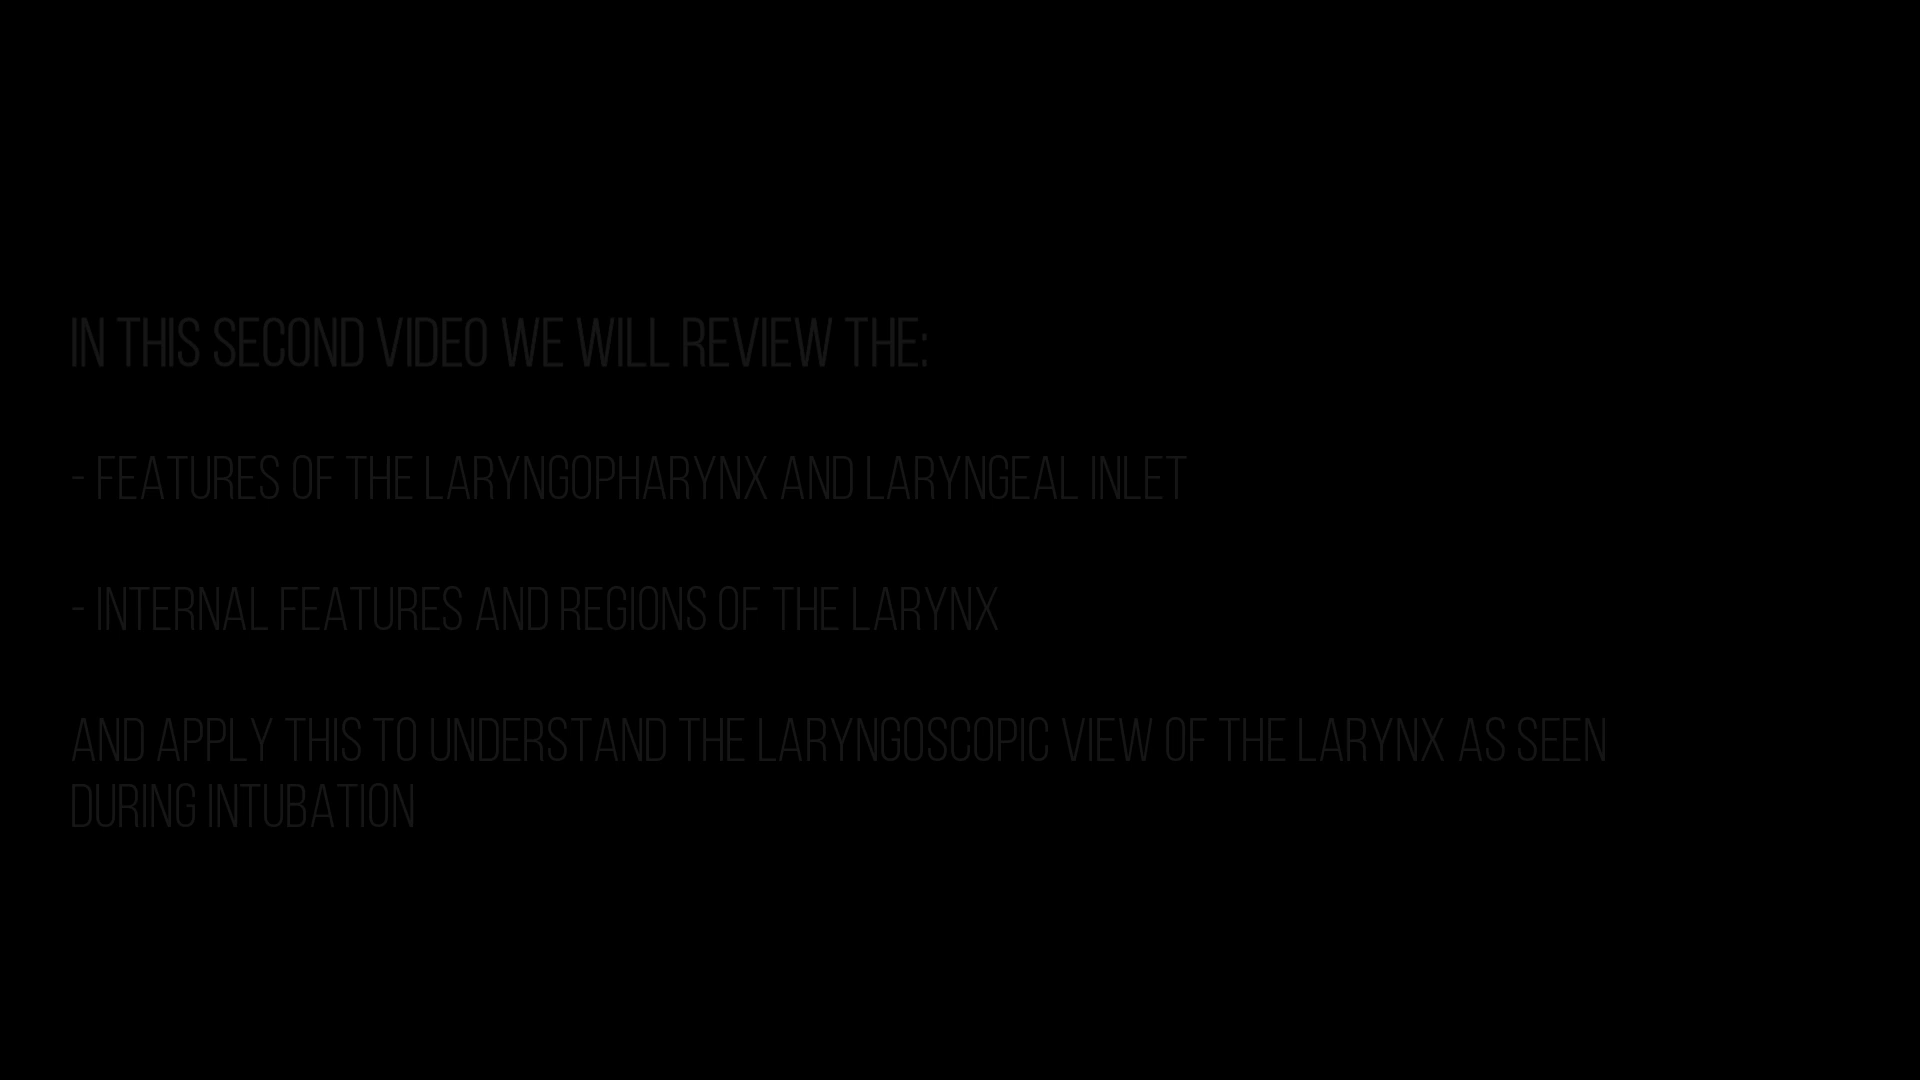 IN THIS SECOND VIDEO WE WILL REVIEW THE:
- FEATURES OF THE LARYNGOPHARYNX AND LARYNGEAL INLET
- INTERNAL FEATURES AND REGIONS OF THE LARYNX
AND APPLY THIS TO UNDERSTAND THE LARYNGOSCOPIC VIEW OF THE LARYNX AS SEEN
DURING INTUBATION